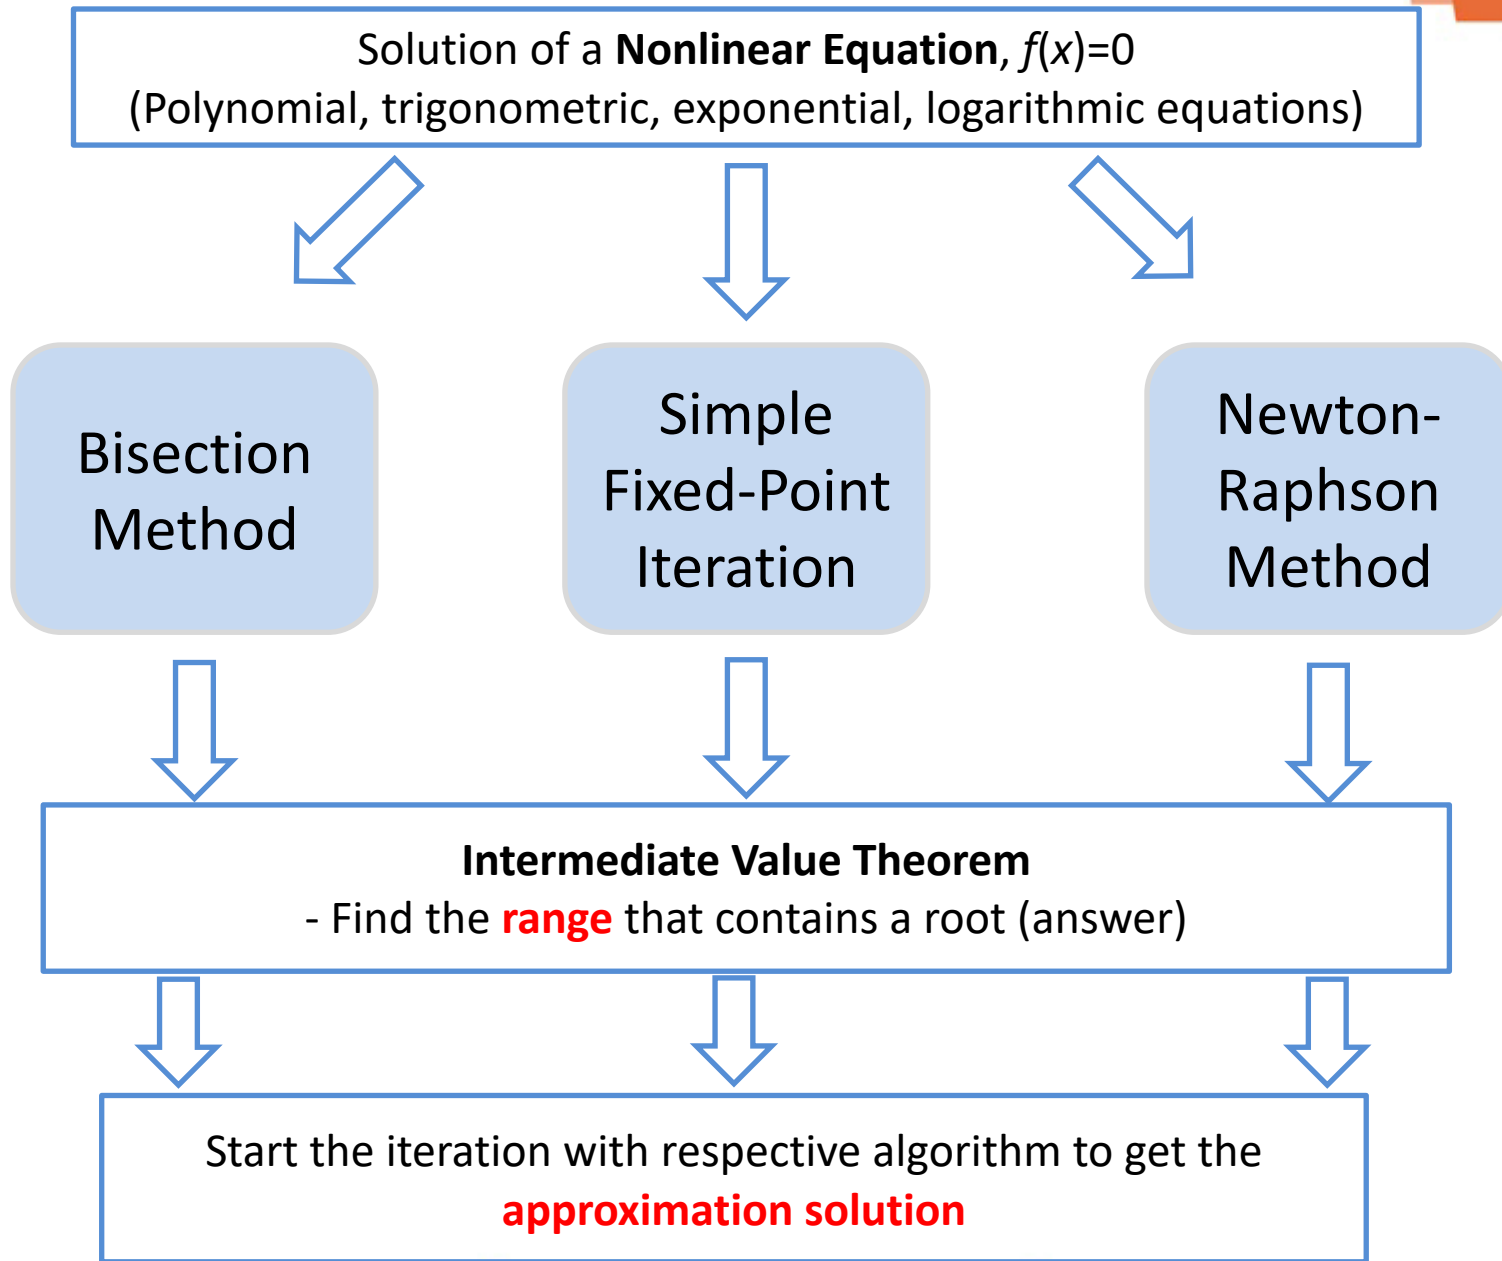 Solution of a Nonlinear Equation, f(x)=0
(Polynomial, trigonometric, exponential, logarithmic equations)
Bisection
Method
Simple
Fixed-Point
Iteration
Newton-
Raphson
Method
Intermediate Value Theorem
- Find the range that contains a root (answer)
Start the iteration with respective algorithm to get the
approximation solution